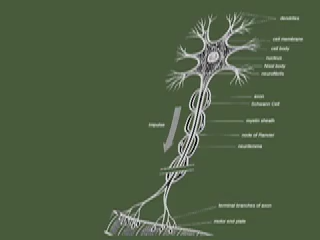 dendrites
cell membrane
cell body
nucleus
Nissl body
neurofibrils
axon
Schwann Cell
myelin sheath
node of Ranvier
neurilemma
Impulse
terminal branches of axon
motor end plate